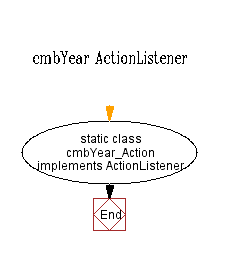 cmbYear ActionListener
static class
cmbYear_Action
implements ActionListener
End